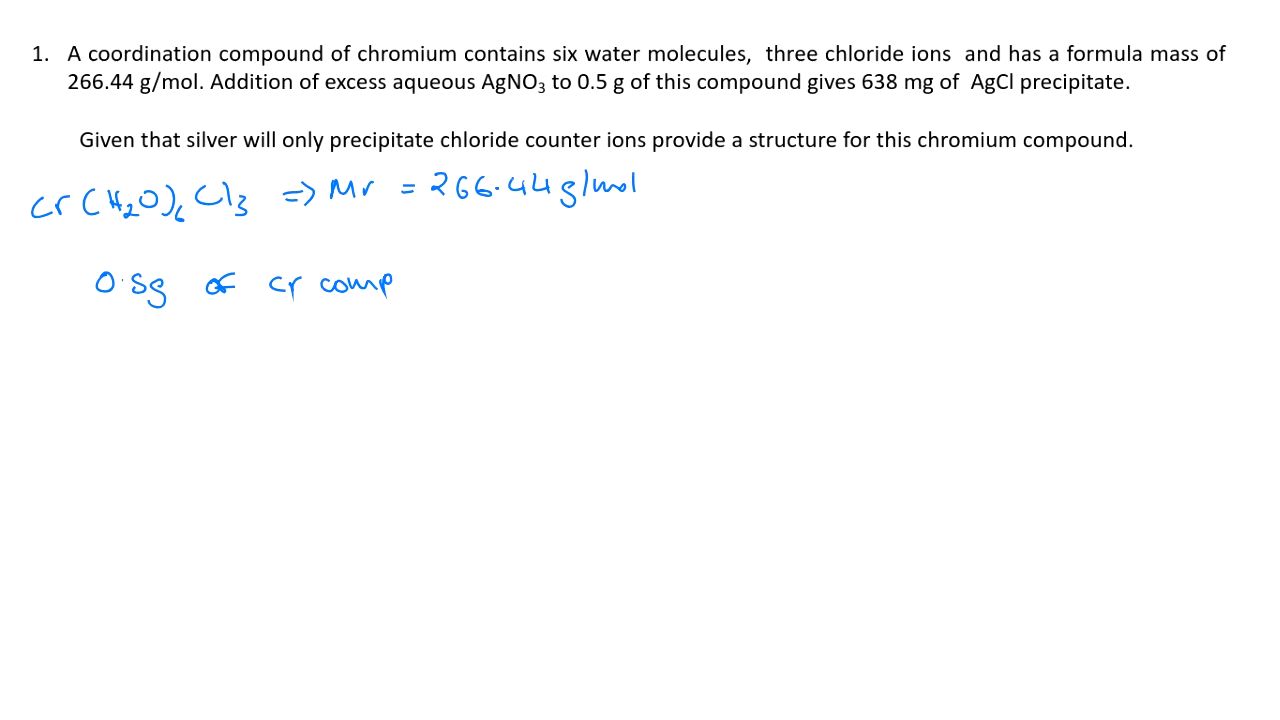 1. A coordination compound of chromium contains six water molecules, three chloride ions and has a formula mass of
266.44 g/mol. Addition of excess aqueous AgNO₃ to 0.5 g of this compound gives 638 mg of AgCl precipitate.
Given that silver will only precipitate chloride counter ions provide a structure for this chromium compound.
Cr(H₂O)₆Cl₃ => Mr = 266.44 g/mol
0.5g of Cr comp